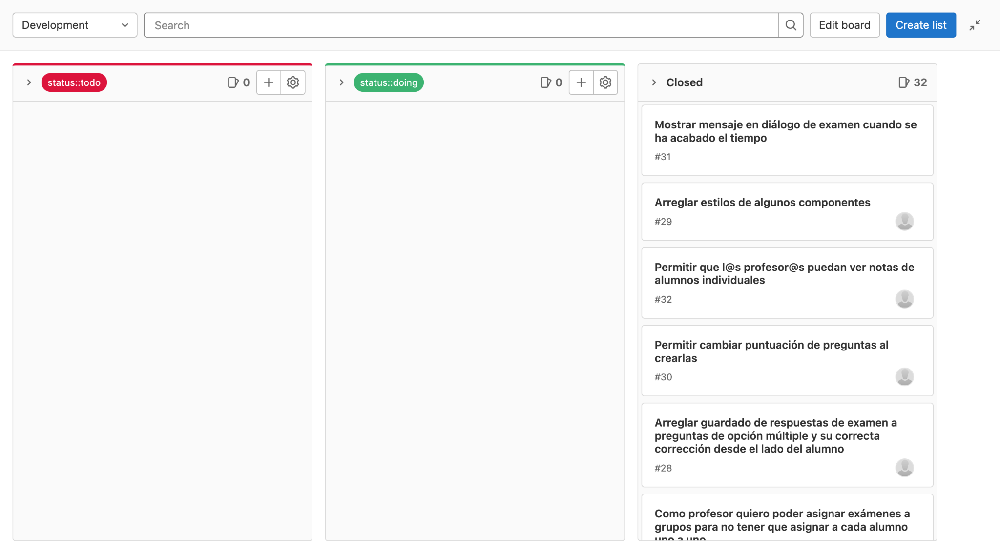 Development
Search
Edit board
Create list
status::todo
0
status::doing
0
Closed
32
Mostrar mensaje en diálogo de examen cuando se
ha acabado el tiempo
#31
Arreglar estilos de algunos componentes
#29
Permitir que l@s profesor@s puedan ver notas de
alumnos individuales
#32
Permitir cambiar puntuación de preguntas al
crearlas
#30
Arreglar guardado de respuestas de examen a
preguntas de opción múltiple y su correcta
corrección desde el lado del alumno
#28
Como profesor quiero poder asignar exámenes a
grupos para no tener que asignar a cada alumno
uno a uno